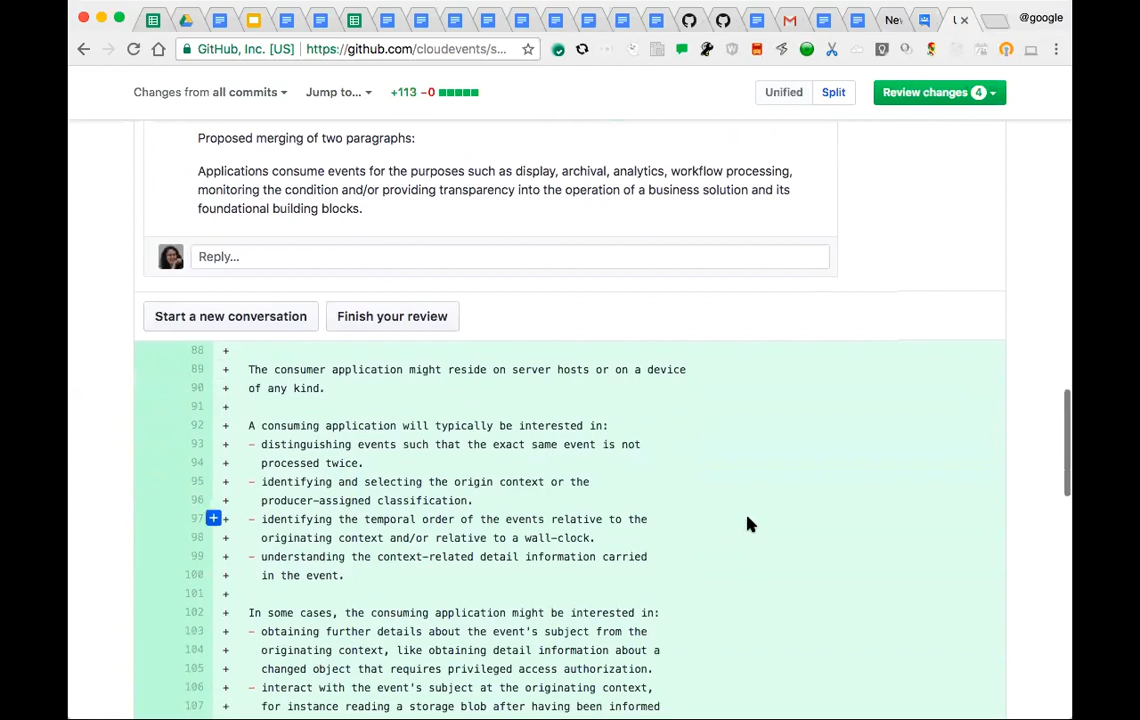 Nev
@google
GitHub, Inc. [US]
https://github.com/cloudevents/s...
Changes from all commits
Jump to...
+113 −0
Unified
Split
Review changes 4
Proposed merging of two paragraphs:
Applications consume events for the purposes such as display, archival, analytics, workflow processing,
monitoring the condition and/or providing transparency into the operation of a business solution and its
foundational building blocks.
Reply...
Start a new conversation
Finish your review
88 +
89 + The consumer application might reside on server hosts or on a device
90 + of any kind.
91 +
92 + A consuming application will typically be interested in:
93 + - distinguishing events such that the exact same event is not
94 + processed twice.
95 + - identifying and selecting the origin context or the
96 + producer-assigned classification.
97 + - identifying the temporal order of the events relative to the
98 + originating context and/or relative to a wall-clock.
99 + - understanding the context-related detail information carried
100 + in the event.
101 +
102 + In some cases, the consuming application might be interested in:
103 + - obtaining further details about the event's subject from the
104 + originating context, like obtaining detail information about a
105 + changed object that requires privileged access authorization.
106 + - interact with the event's subject at the originating context,
107 + for instance reading a storage blob after having been informed